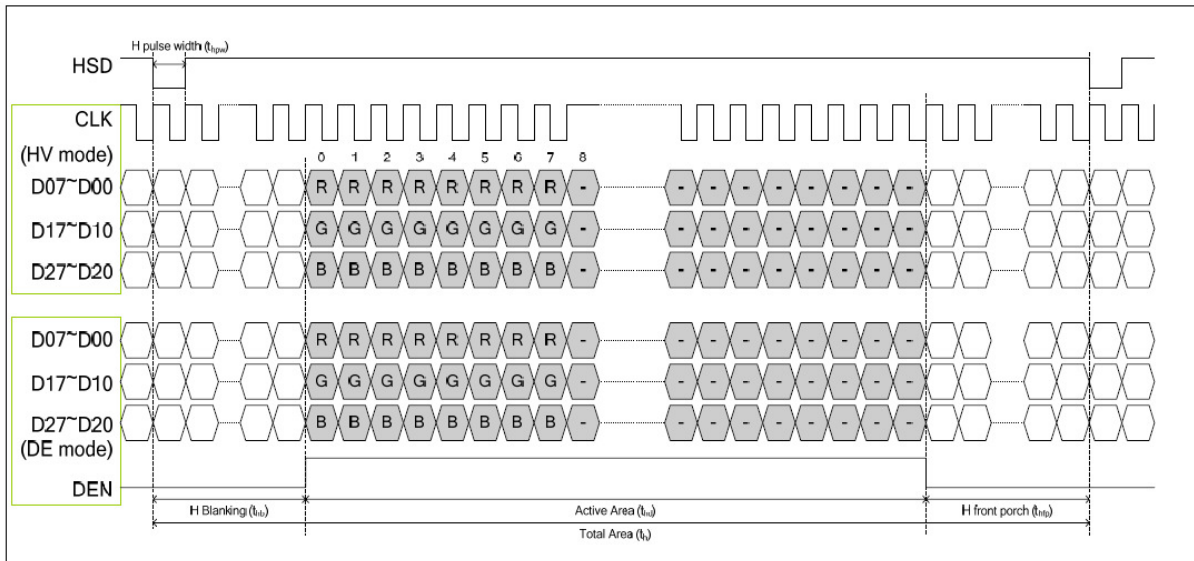 H pulse width (thpw)
HSD
CLK
(HV mode)
0 1 2 3 4 5 6 7 8
D07~D00 R R R R R R R R - - - - - - - - -
D17~D10 G G G G G G G G - - - - - - - - -
D27~D20 B B B B B B B B - - - - - - - - -
D07~D00 R R R R R R R R - - - - - - - - -
D17~D10 G G G G G G G G - - - - - - - - -
D27~D20 B B B B B B B B - - - - - - - - -
(DE mode)
DEN
H Blanking (thb) Active Area (thd) H front porch (thfp)
Total Area (th)